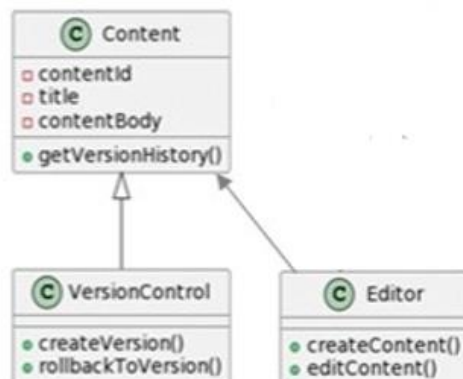 C Content
contentId
title
contentBody
getVersionHistory()
C VersionControl
createVersion()
rollbackToVersion()
C Editor
createContent()
editContent()